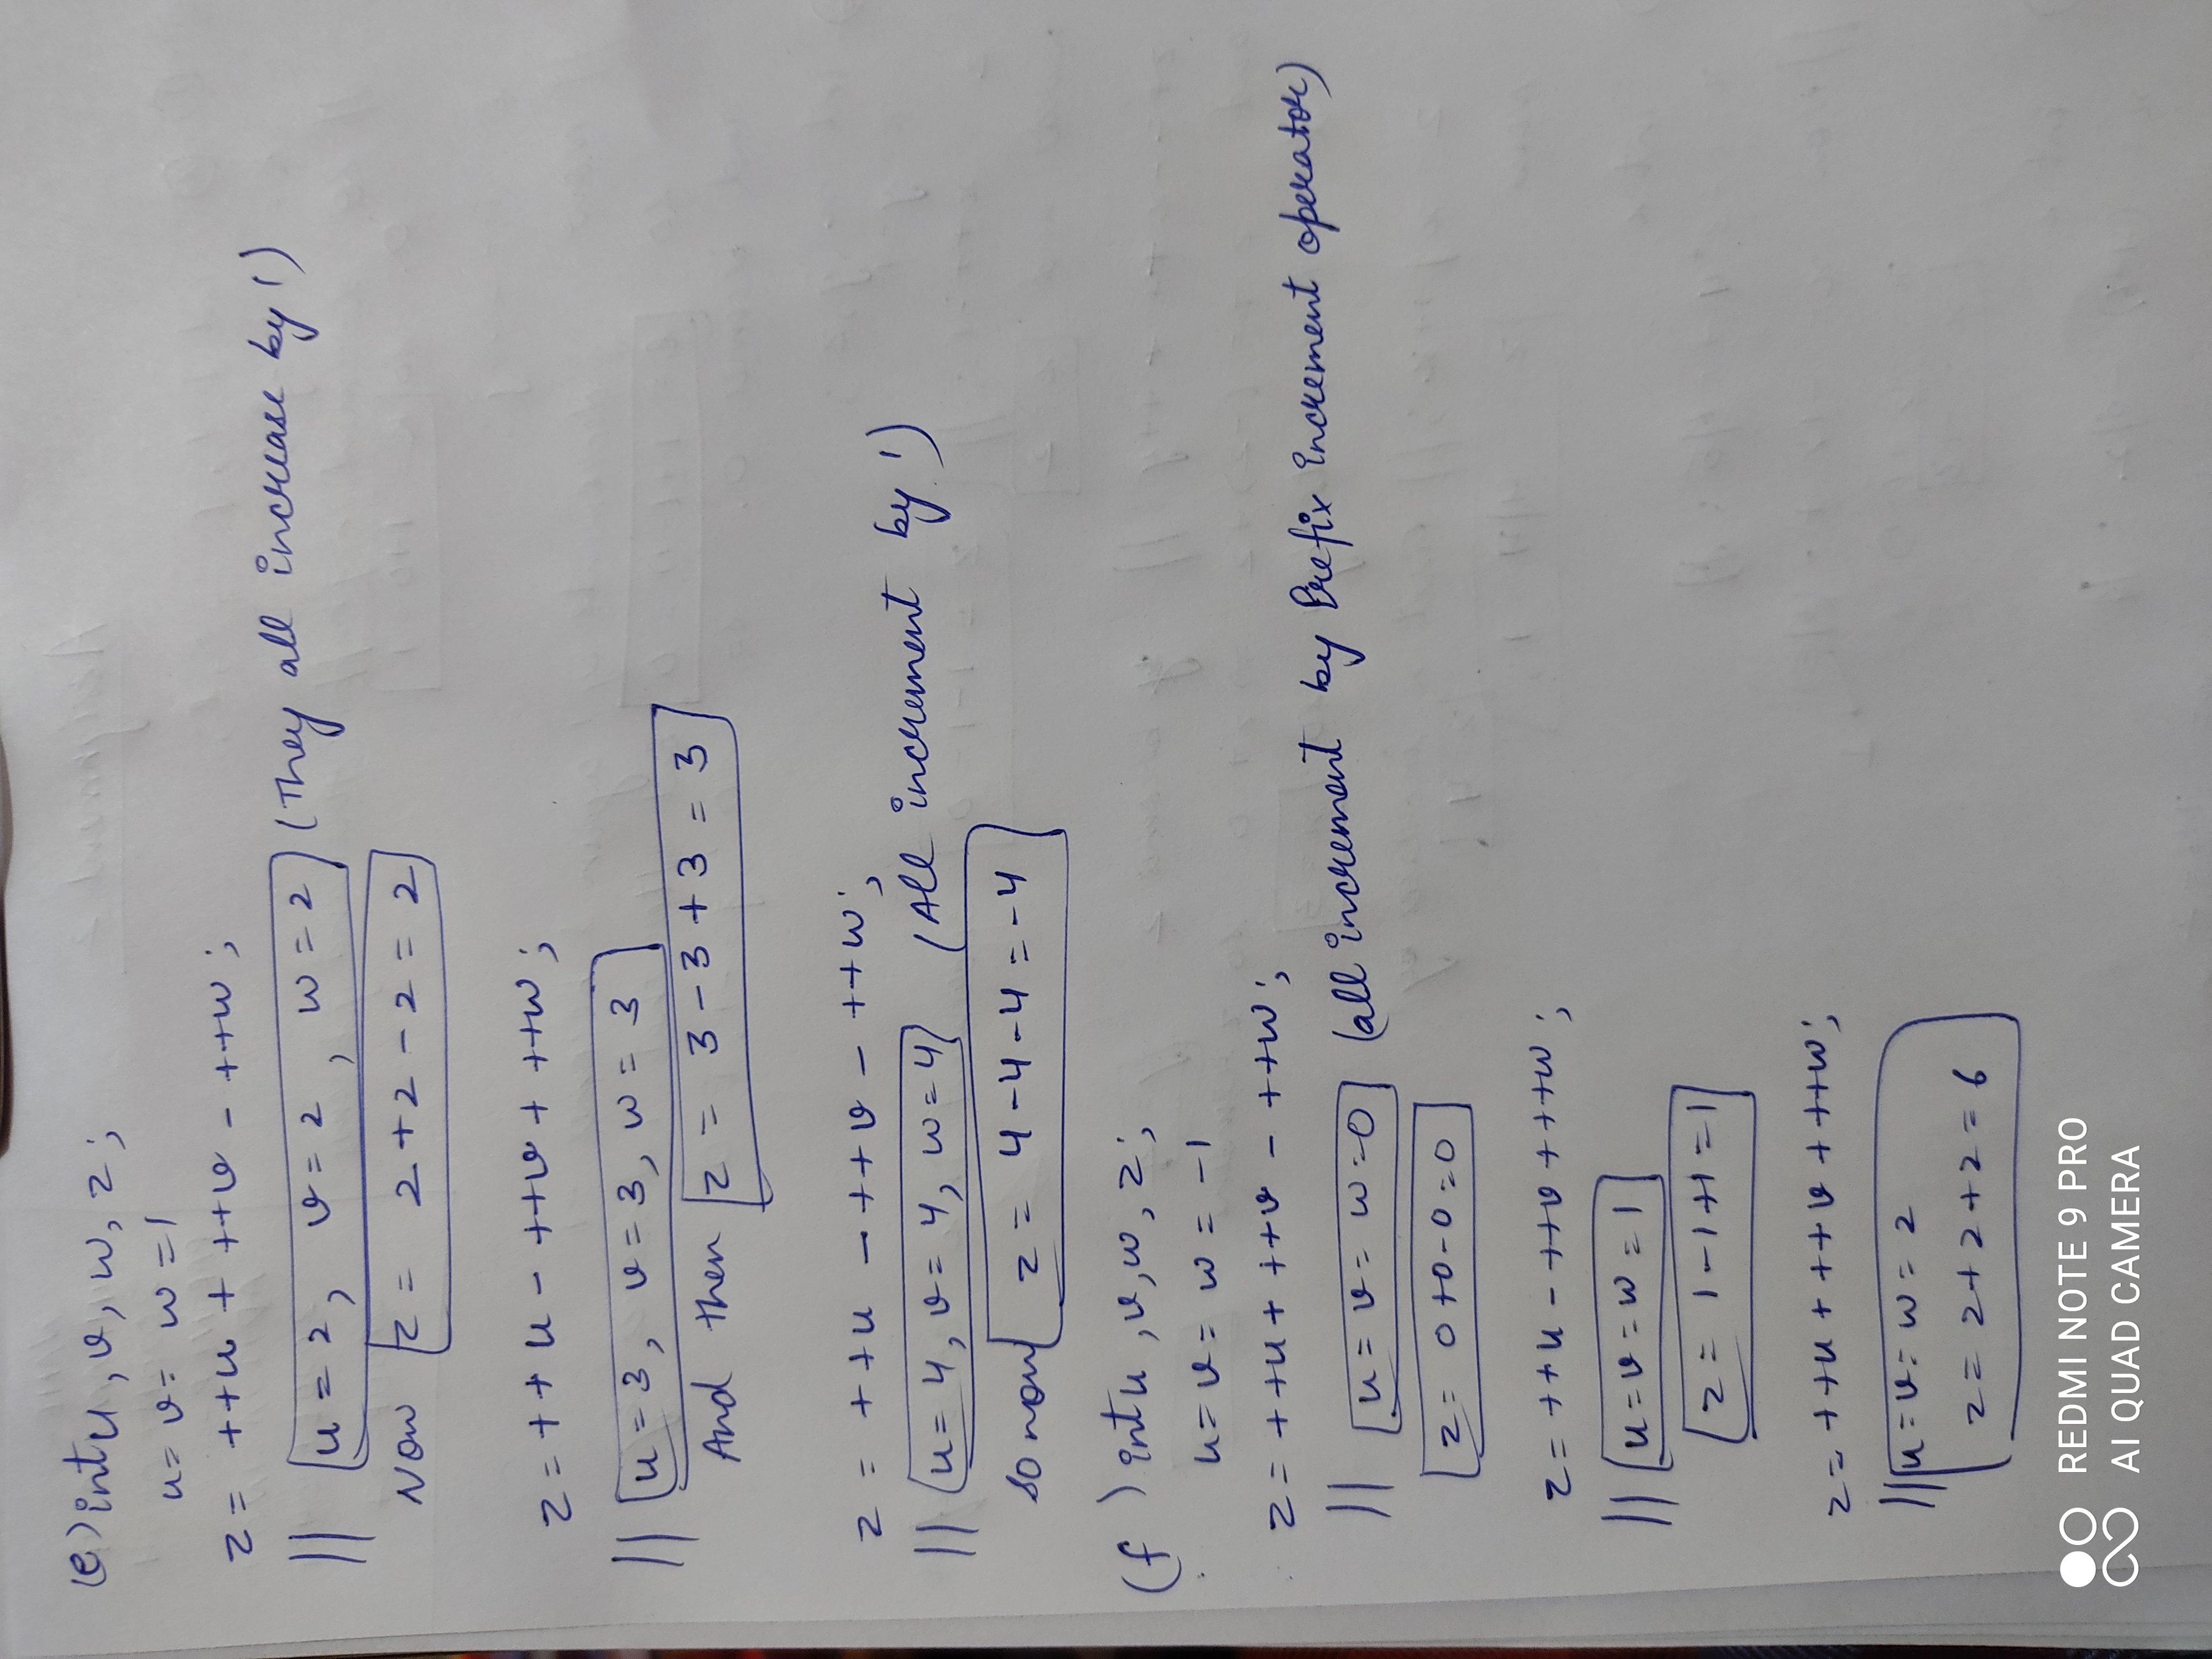 (e) int u, v, w, z;
u= v= w =1
z= ++u + ++v - ++w;
|| u = 2, v = 2, w = 2 (They all increase by 1)
Now z = 2+2-2 = 2
z = ++u - ++v + ++w;
|| u = 3, v = 3, w = 3
And then z = 3-3+3 = 3
z = ++u - ++v - ++w;
|| u= 4, v= 4, w= 4 (All increment by 1)
so now z = 4-4-4 = -4
(f) int u, v, w, z;
u= v= w = -1
z= ++u + ++v - ++w;
|| u = v = w =0 (all increment by Prefix increment operator)
z= 0+0-0=0
z= ++u - ++v + ++w;
|| u=v=w=1
z= 1-1+1=1
z= ++u + ++v + ++w;
|| u=v=w=2
z= 2+2+2=6
REDMI NOTE 9 PRO
AI QUAD CAMERA